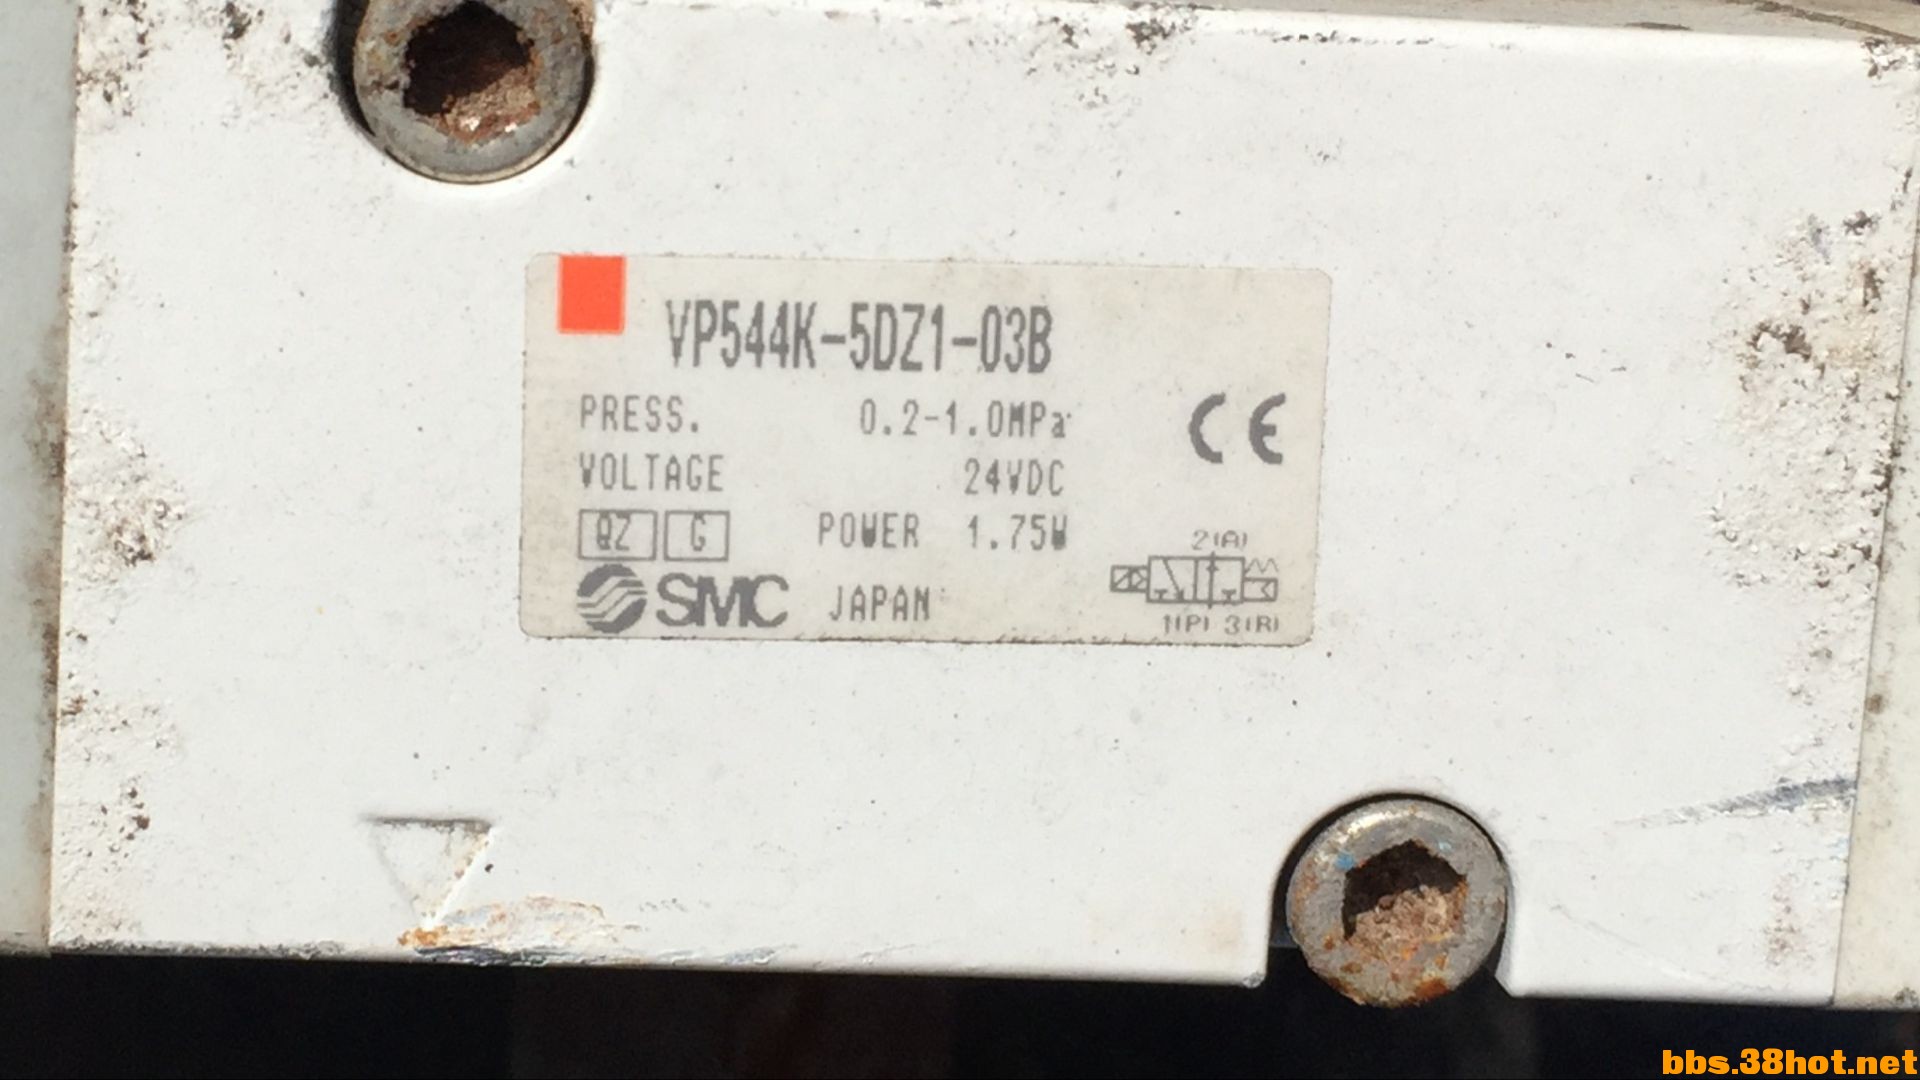 VP544K-5DZ1-03B
PRESS. 0.2-1.0MPa
VOLTAGE 24VDC
CE
QZ G POWER 1.75W
2(A)
SMC JAPAN
1(P) 3(R)
bbs.38hot.net